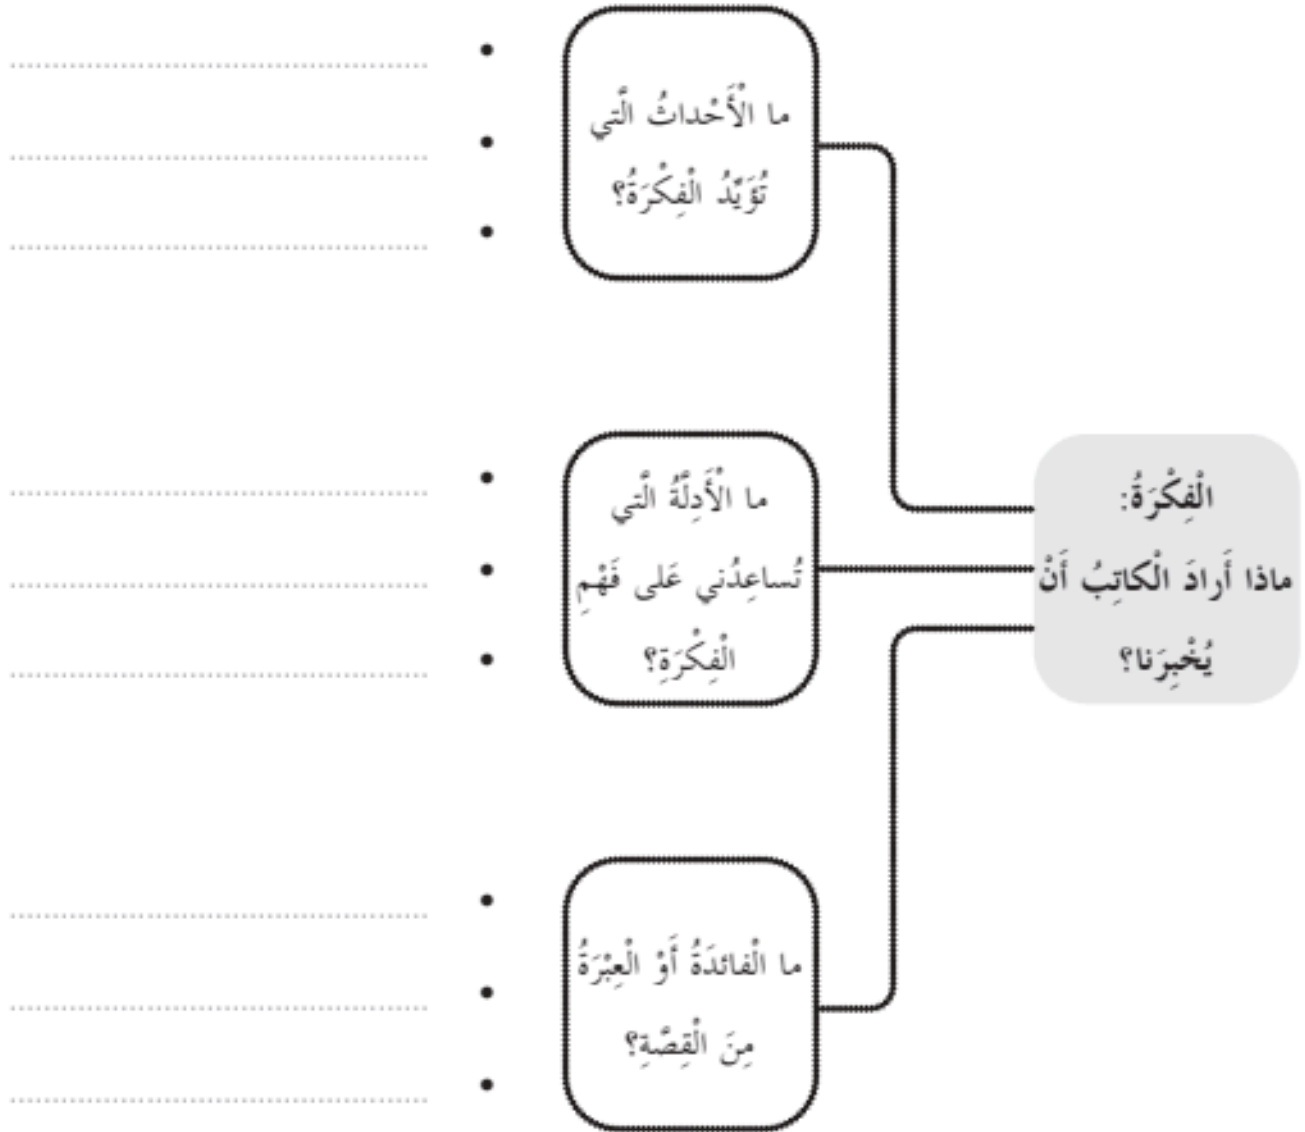 الْفِكْرَةُ:
ماذا أَرادَ الْكاتِبُ أَنْ
يُخْبِرَنا؟
ما الْأَحْداثُ الَّتي
تُؤَيِّدُ الْفِكْرَةُ؟
ما الْأَدِلَّةُ الَّتي
تُساعِدُني عَلى فَهْمِ
الْفِكْرَةِ؟
ما الْفائدَةُ أَوْ الْعِبْرَةُ
مِنَ الْقِصَّةِ؟